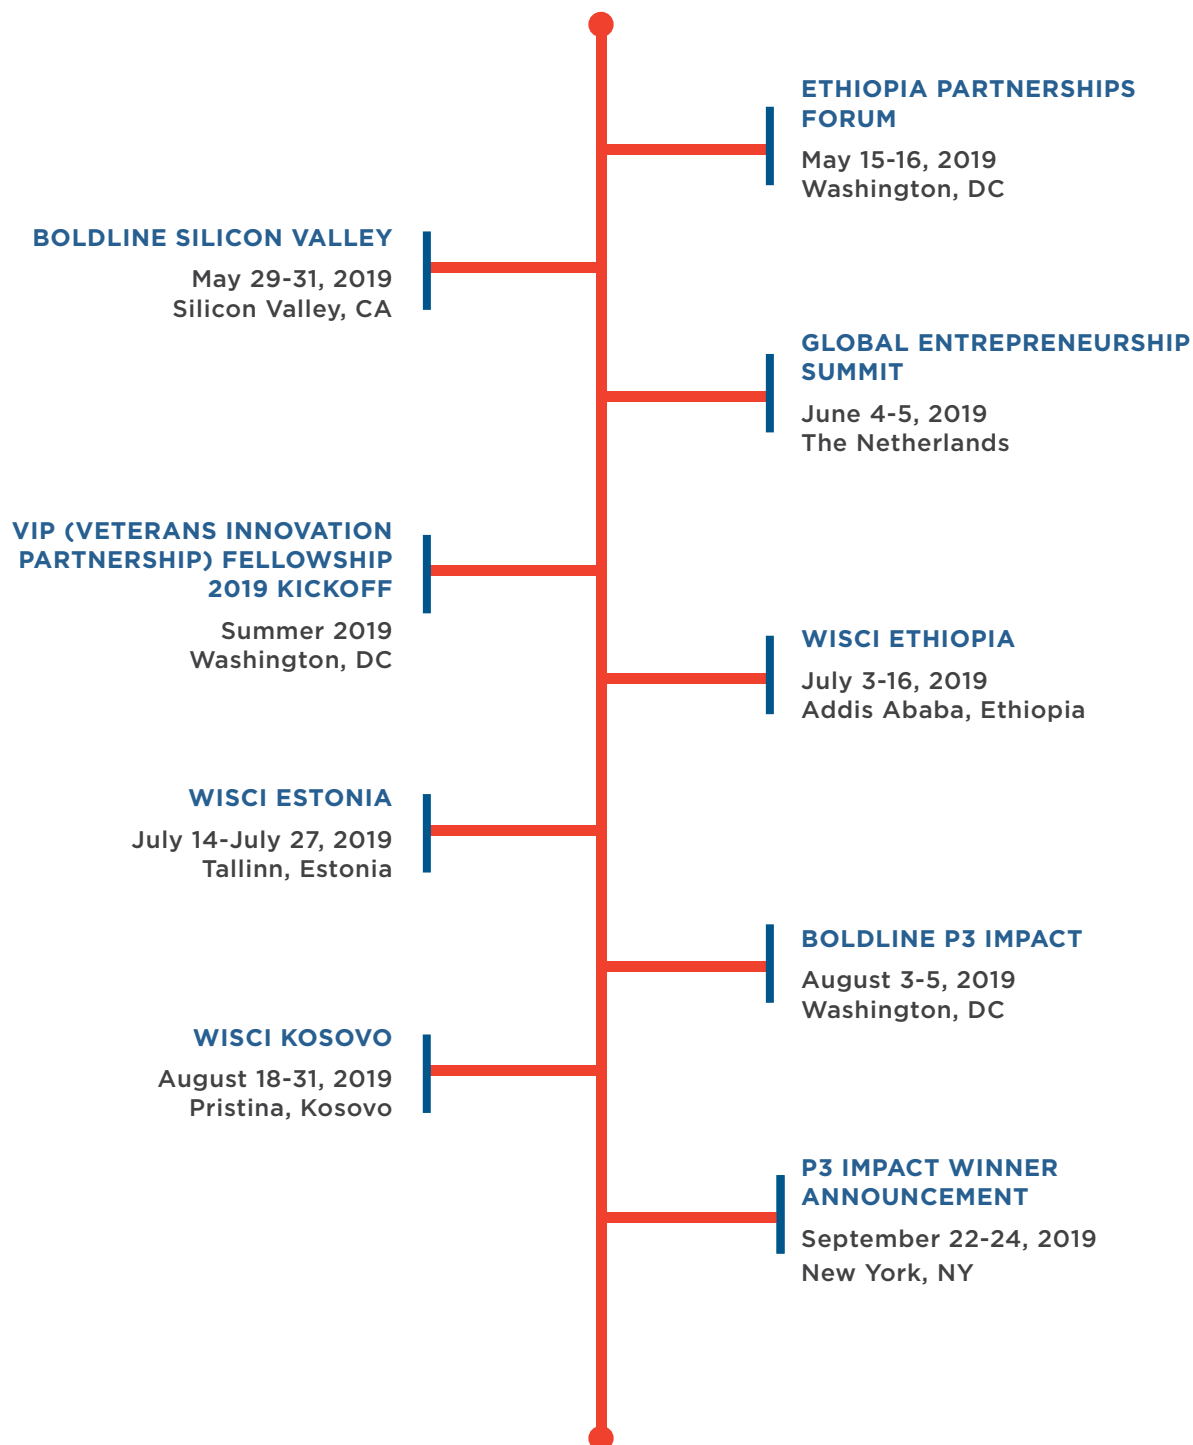 ETHIOPIA PARTNERSHIPS
FORUM
May 15-16, 2019
Washington, DC
BOLDLINE SILICON VALLEY
May 29-31, 2019
Silicon Valley, CA
GLOBAL ENTREPRENEURSHIP
SUMMIT
June 4-5, 2019
The Netherlands
VIP (VETERANS INNOVATION
PARTNERSHIP) FELLOWSHIP
2019 KICKOFF
Summer 2019
Washington, DC
WISCI ETHIOPIA
July 3-16, 2019
Addis Ababa, Ethiopia
WISCI ESTONIA
July 14-July 27, 2019
Tallinn, Estonia
BOLDLINE P3 IMPACT
August 3-5, 2019
Washington, DC
WISCI KOSOVO
August 18-31, 2019
Pristina, Kosovo
P3 IMPACT WINNER
ANNOUNCEMENT
September 22-24, 2019
New York, NY